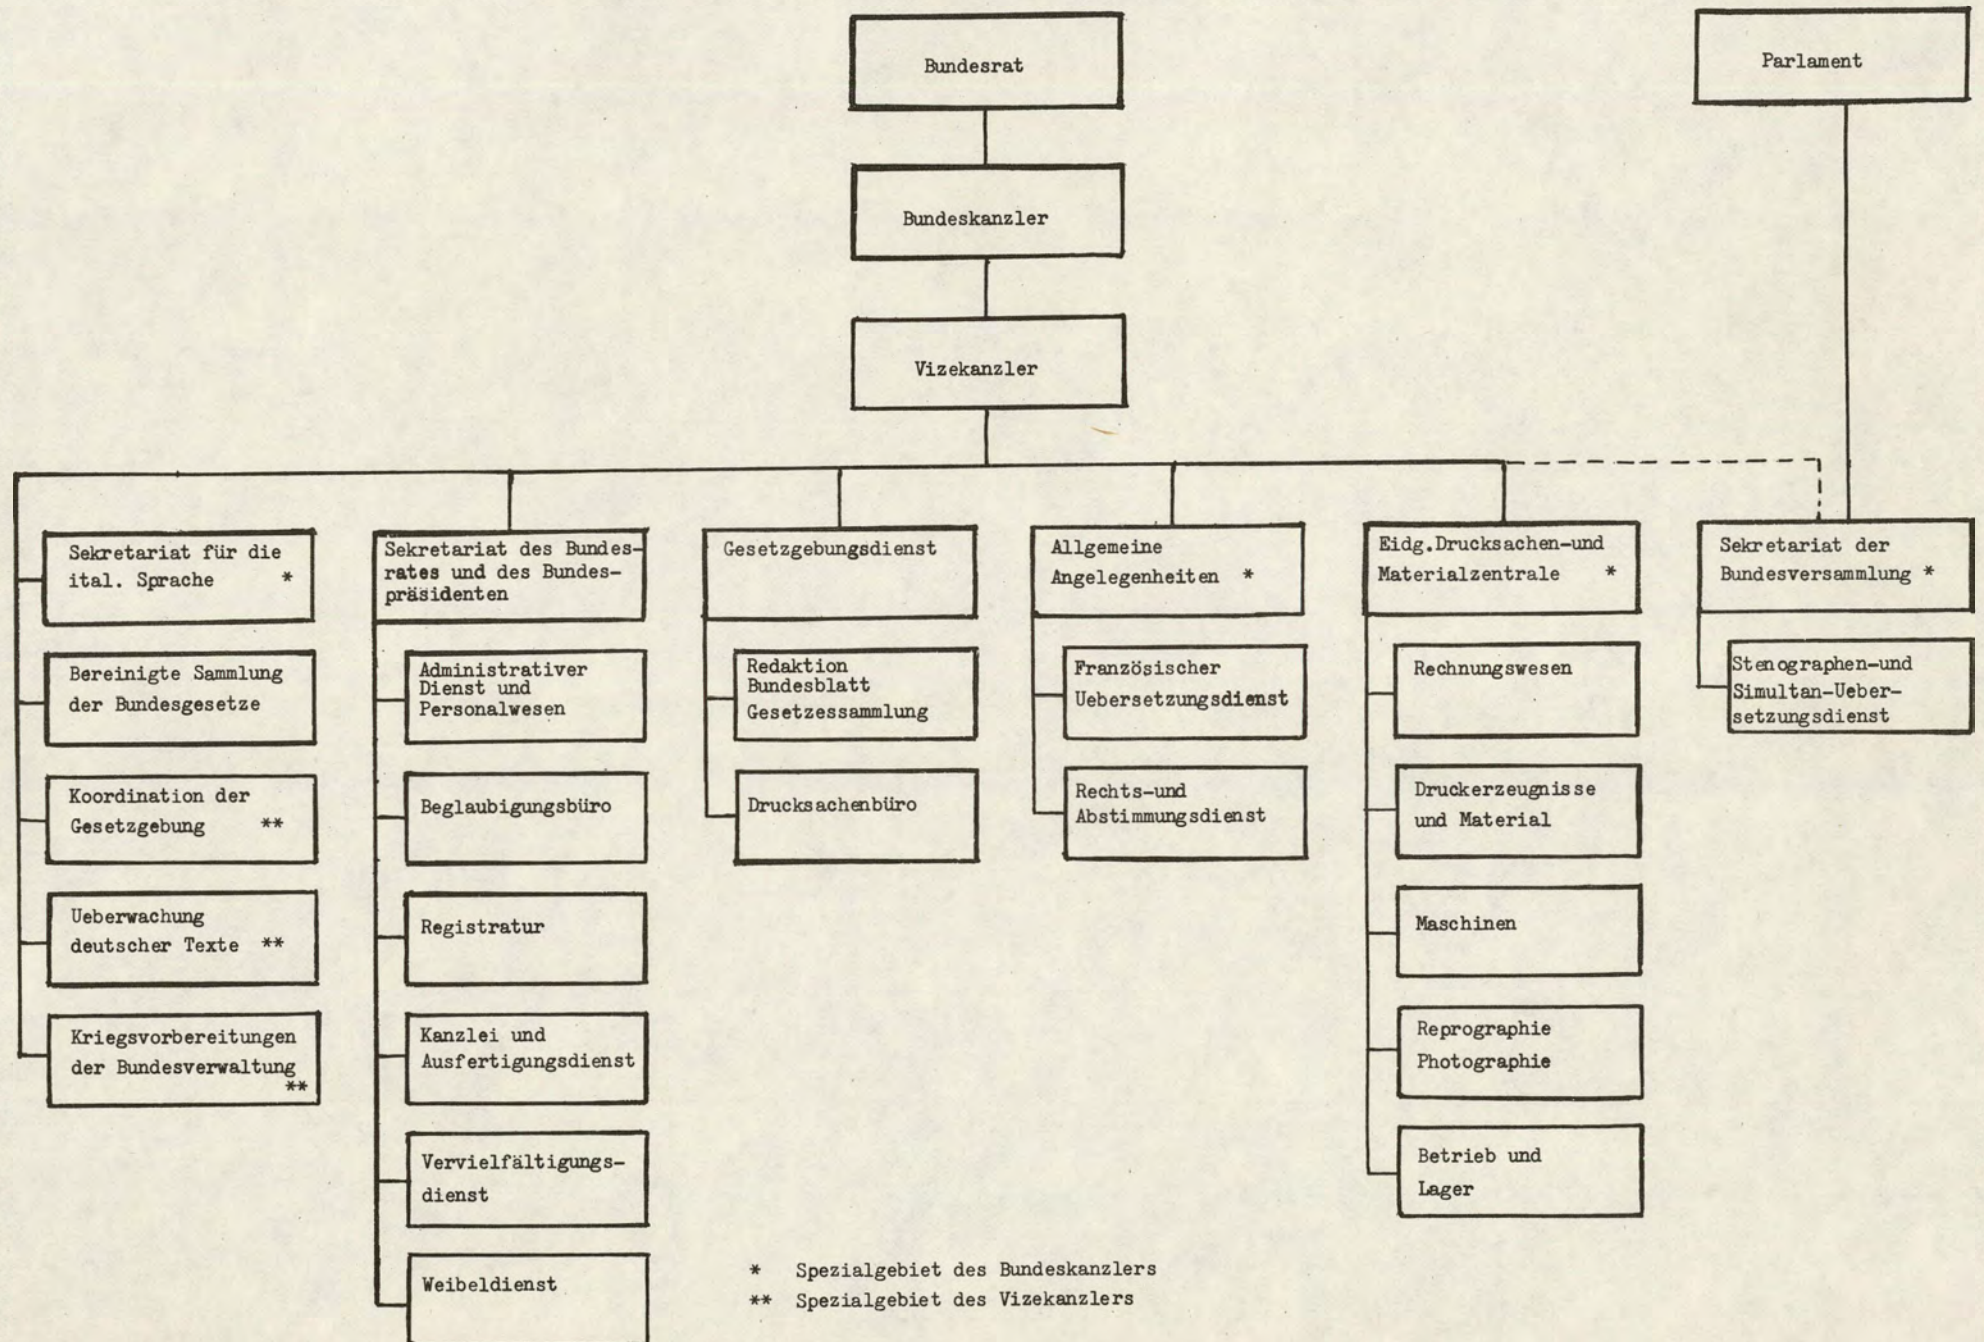 Bundesrat
Parlament
Bundeskanzler
Vizekanzler
Sekretariat für die
ital. Sprache *
Bereinigte Sammlung
der Bundesgesetze
Koordination der
Gesetzgebung **
Ueberwachung
deutscher Texte **
Kriegsvorbereitungen
der Bundesverwaltung
**
Sekretariat des Bundes-
rates und des Bundes-
präsidenten
Administrativer
Dienst und
Personalwesen
Beglaubigungsbüro
Registratur
Kanzlei und
Ausfertigungsdienst
Vervielfältigungs-
dienst
Weibeldienst
Gesetzgebungsdienst
Redaktion
Bundesblatt
Gesetzessammlung
Drucksachenbüro
Allgemeine
Angelegenheiten *
Französischer
Uebersetzungsdienst
Rechts-und
Abstimmungsdienst
Eidg.Drucksachen-und
Materialzentrale *
Rechnungswesen
Druckerzeugnisse
und Material
Maschinen
Reprographie
Photographie
Betrieb und
Lager
Sekretariat der
Bundesversammlung *
Stenographen-und
Simultan-Ueber-
setzungsdienst
* Spezialgebiet des Bundeskanzlers
** Spezialgebiet des Vizekanzlers